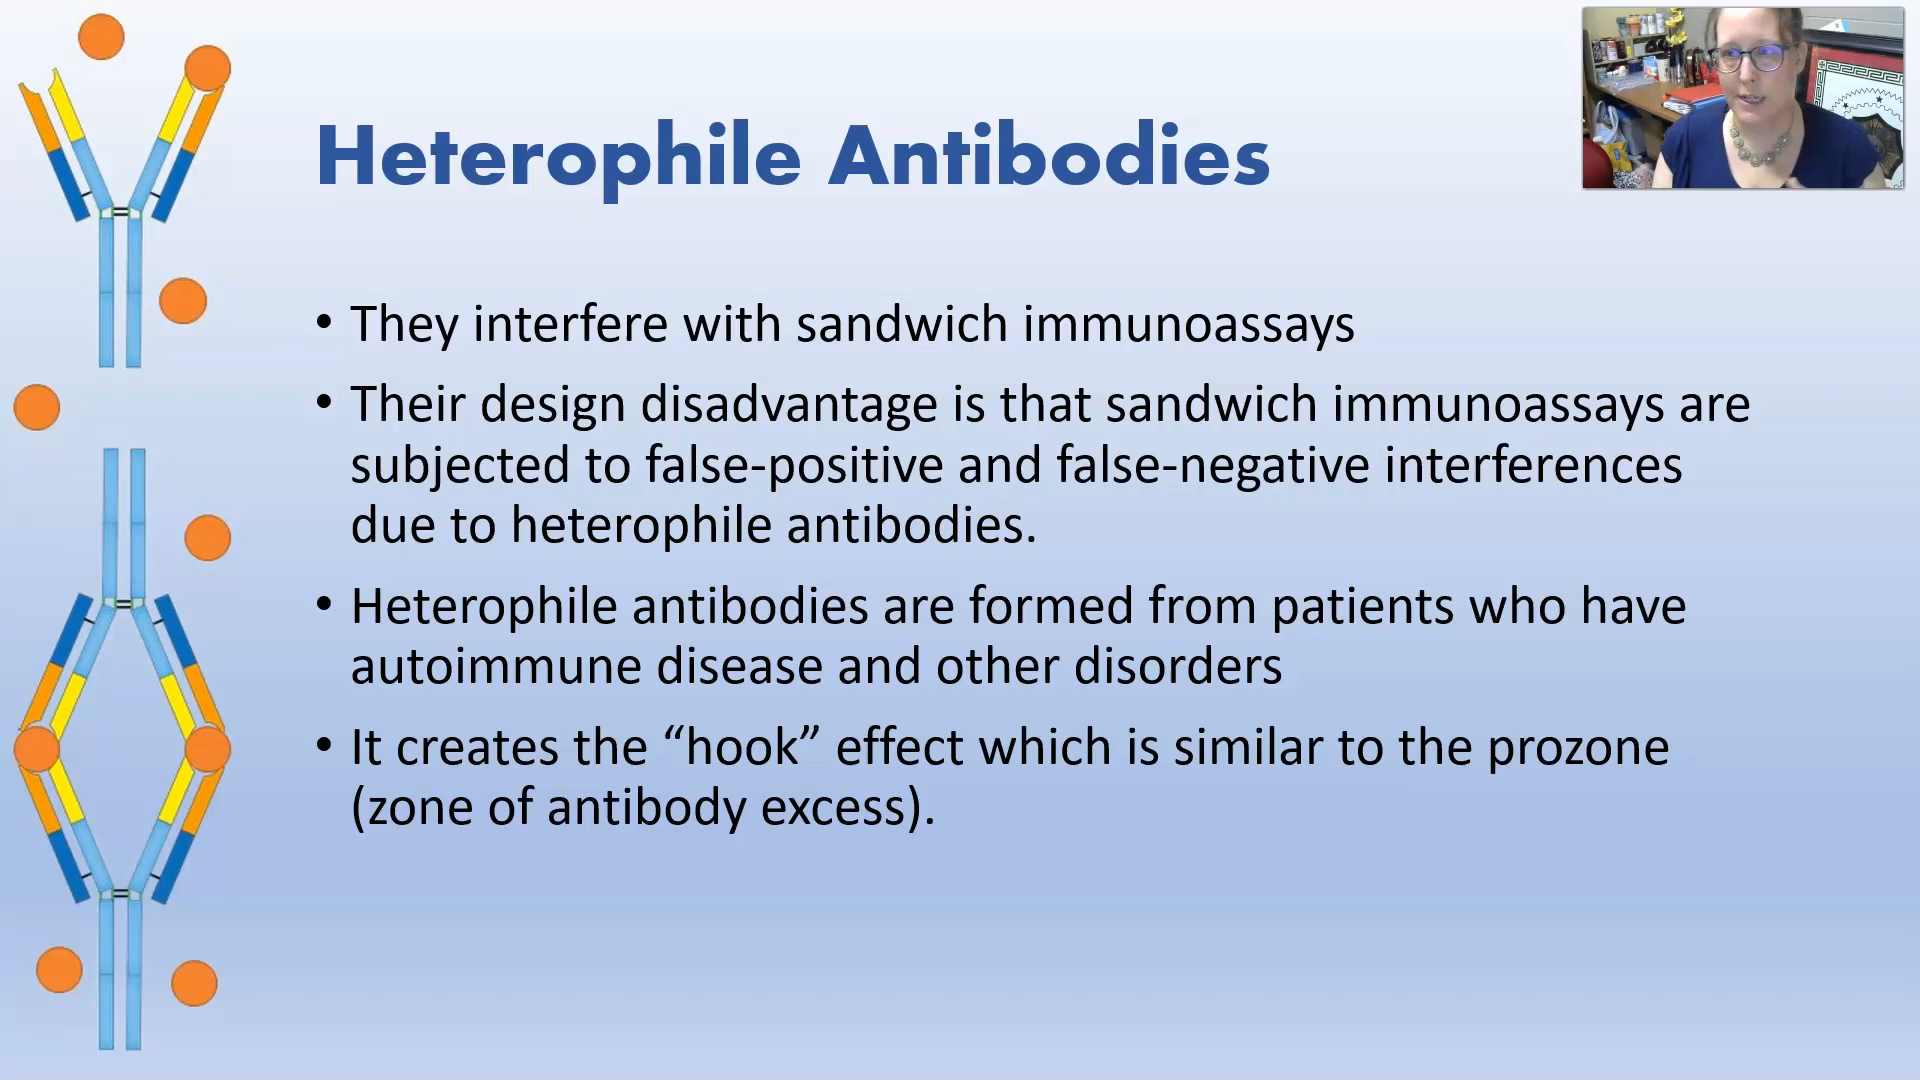 Heterophile Antibodies
• They interfere with sandwich immunoassays
• Their design disadvantage is that sandwich immunoassays are
subjected to false-positive and false-negative interferences
due to heterophile antibodies.
• Heterophile antibodies are formed from patients who have
autoimmune disease and other disorders
• It creates the “hook” effect which is similar to the prozone
(zone of antibody excess).